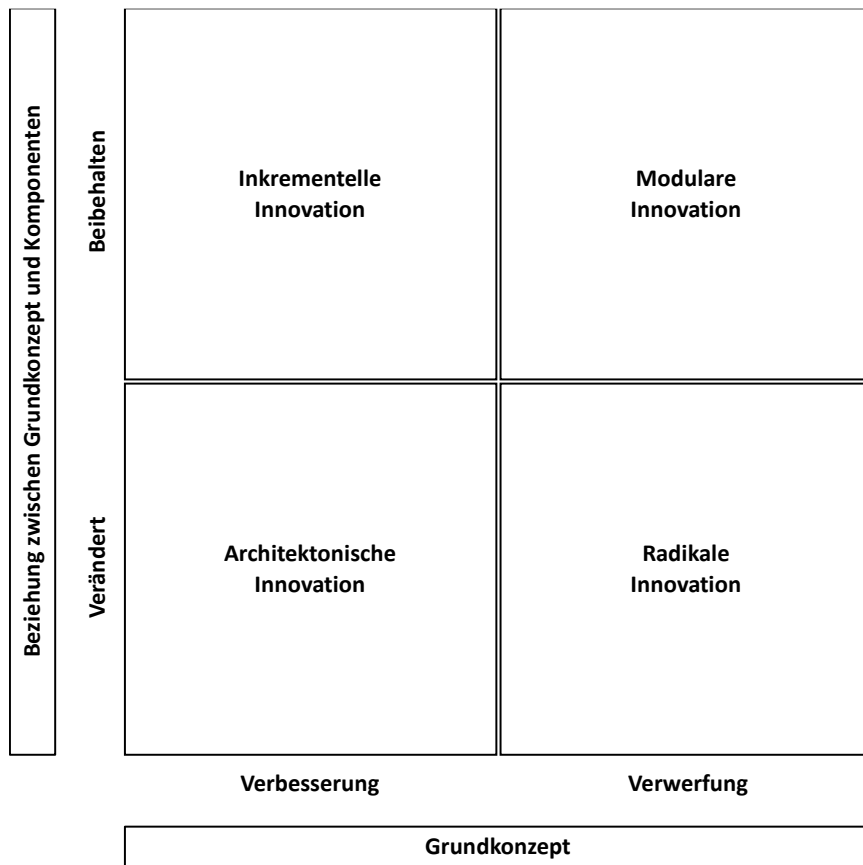 Beziehung zwischen Grundkonzept und Komponenten
Beibehalten
Inkrementelle
Innovation
Modulare
Innovation
Verändert
Architektonische
Innovation
Radikale
Innovation
Verbesserung
Verwerfung
Grundkonzept